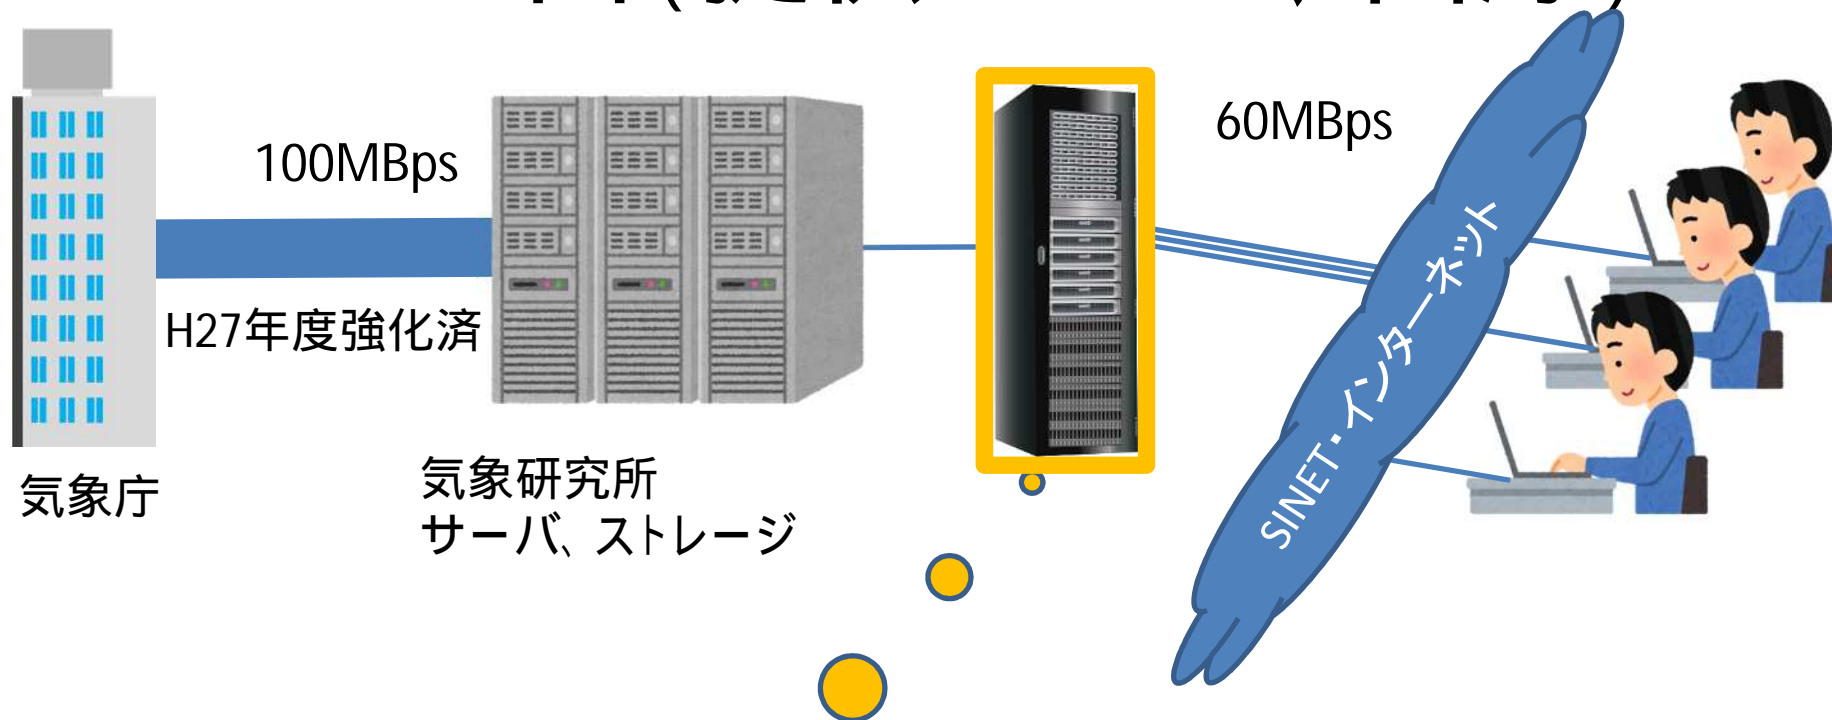 100MBps
60MBps
H27年度強化済
気象庁
気象研究所
サーバ、ストレージ
SINET・インターネット